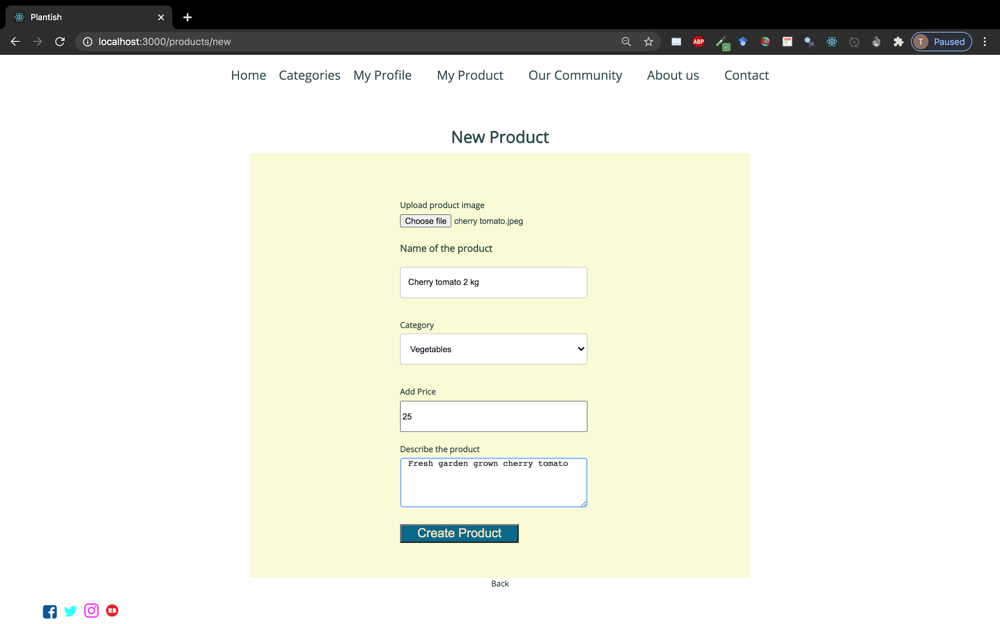 Plantish
localhost:3000/products/new
ABP
T Paused
Home Categories My Profile My Product Our Community About us Contact
New Product
Upload product image
Choose file cherry tomato.jpeg
Name of the product
Cherry tomato 2 kg
Category
Vegetables
Add Price
25
Describe the product
Fresh garden grown cherry tomato
Create Product
Back
RB